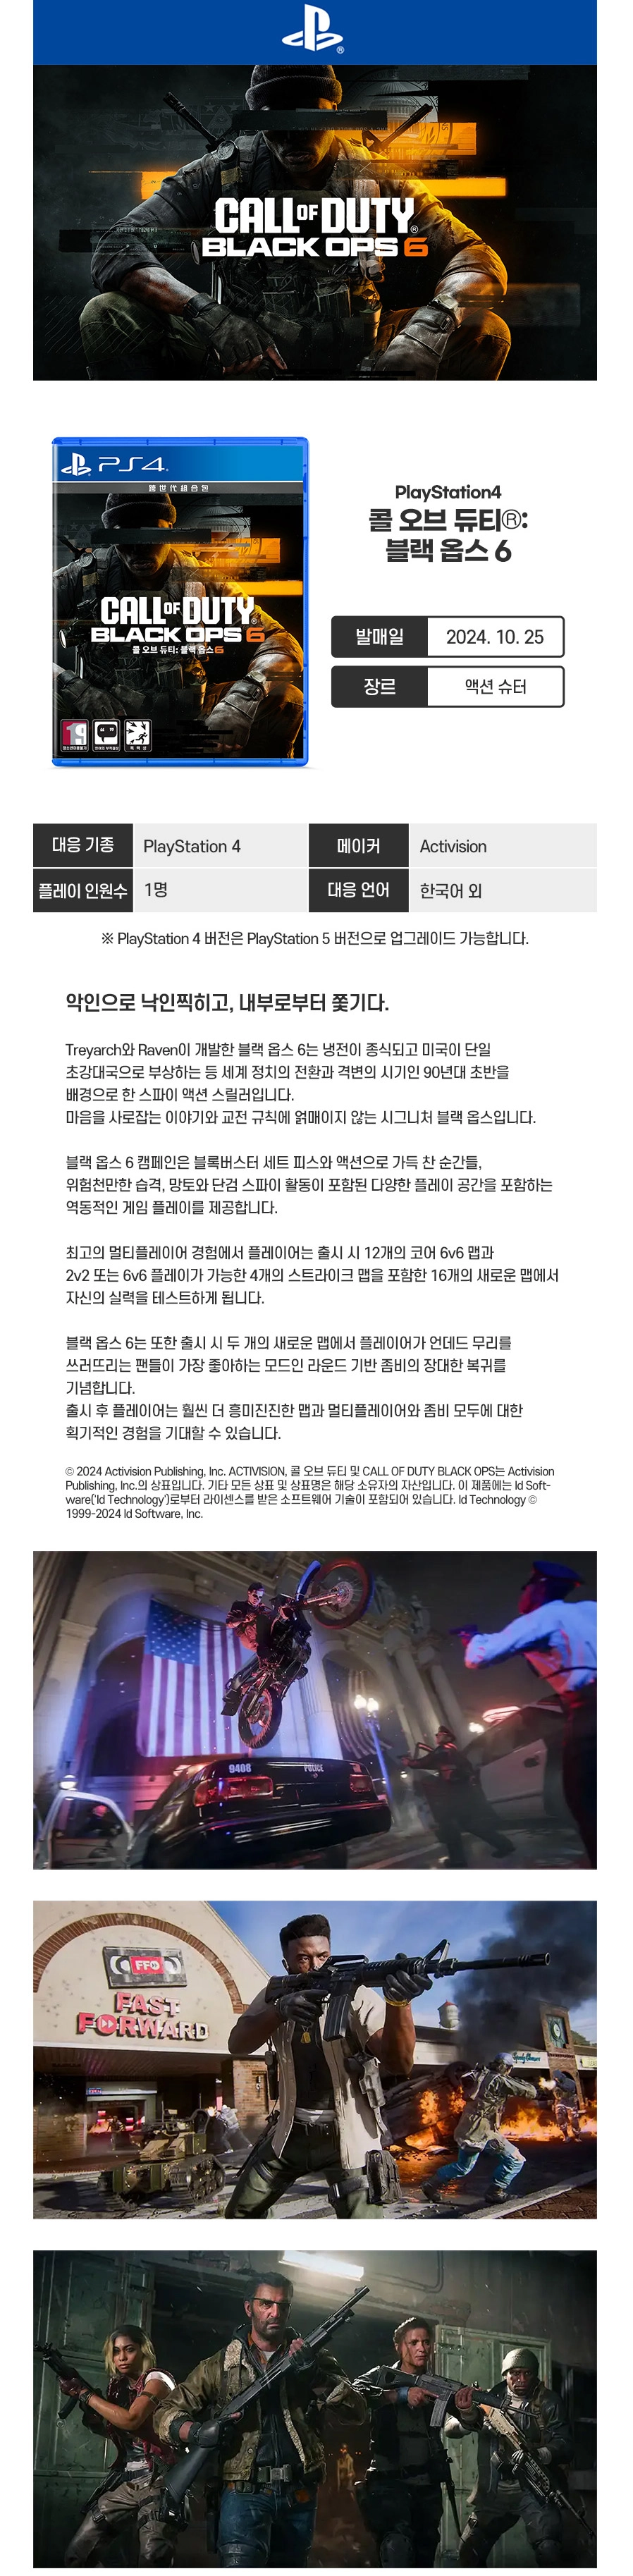 CALL OF DUTY®
BLACK OPS 6
PS4
跨世代組合包
CALL OF DUTY®
BLACK OPS 6
콜 오브 듀티: 블랙 옵스 6
19
청소년이용불가
PlayStation4
콜 오브 듀티®:
블랙 옵스 6
발매일 2024. 10. 25
장르 액션 슈터
대응 기종 PlayStation 4 메이커 Activision
플레이 인원수 1명 대응 언어 한국어 외
※ PlayStation 4 버전은 PlayStation 5 버전으로 업그레이드 가능합니다.
악인으로 낙인찍히고, 내부로부터 쫓기다.
Treyarch와 Raven이 개발한 블랙 옵스 6는 냉전이 종식되고 미국이 단일
초강대국으로 부상하는 등 세계 정치의 전환과 격변의 시기인 90년대 초반을
배경으로 한 스파이 액션 스릴러입니다.
마음을 사로잡는 이야기와 교전 규칙에 얽매이지 않는 시그니처 블랙 옵스입니다.
블랙 옵스 6 캠페인은 블록버스터 세트 피스와 액션으로 가득 찬 순간들,
위험천만한 습격, 망토와 단검 스파이 활동이 포함된 다양한 플레이 공간을 포함하는
역동적인 게임 플레이를 제공합니다.
최고의 멀티플레이어 경험에서 플레이어는 출시 시 12개의 코어 6v6 맵과
2v2 또는 6v6 플레이가 가능한 4개의 스트라이크 맵을 포함한 16개의 새로운 맵에서
자신의 실력을 테스트하게 됩니다.
블랙 옵스 6는 또한 출시 시 두 개의 새로운 맵에서 플레이어가 언데드 무리를
쓰러뜨리는 팬들이 가장 좋아하는 모드인 라운드 기반 좀비의 장대한 복귀를
기념합니다.
출시 후 플레이어는 훨씬 더 흥미진진한 맵과 멀티플레이어와 좀비 모두에 대한
획기적인 경험을 기대할 수 있습니다.
© 2024 Activision Publishing, Inc. ACTIVISION, 콜 오브 듀티 및 CALL OF DUTY BLACK OPS는 Activision
Publishing, Inc.의 상표입니다. 기타 모든 상표 및 상표명은 해당 소유자의 자산입니다. 이 제품에는 Id Soft-
ware('Id Technology')로부터 라이센스를 받은 소프트웨어 기술이 포함되어 있습니다. Id Technology ©
1999-2024 Id Software, Inc.
9408 POLICE
FF
FAST
FORWARD